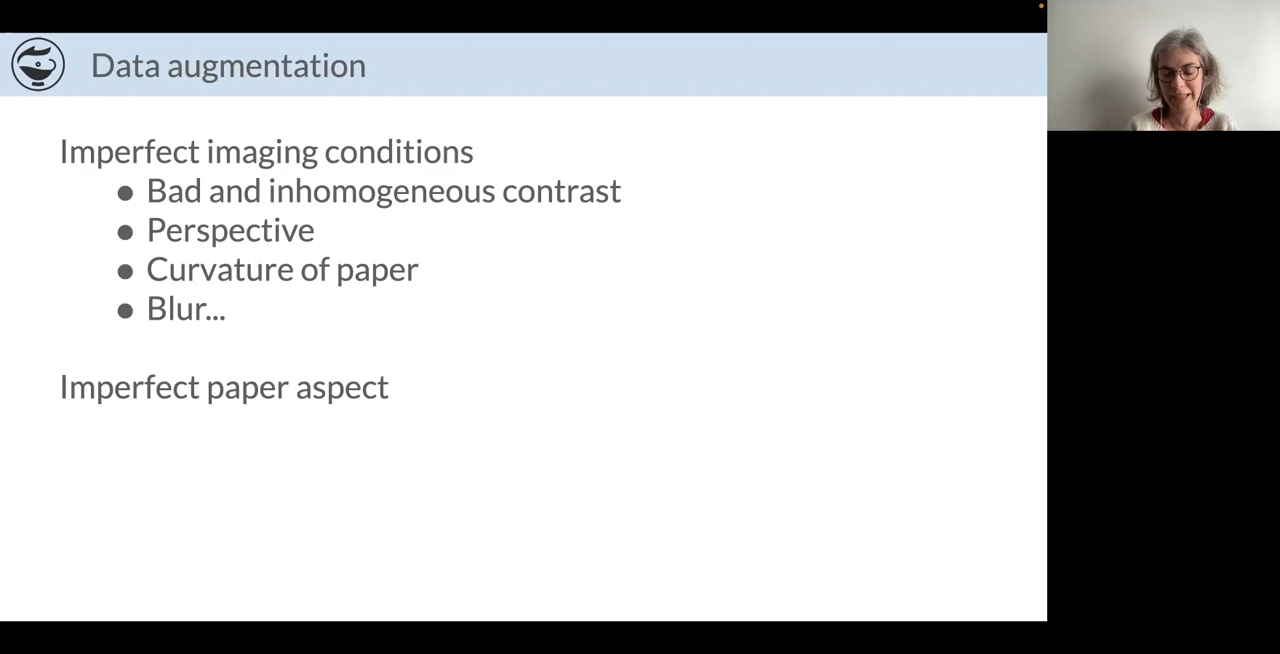 Data augmentation
Imperfect imaging conditions
● Bad and inhomogeneous contrast
● Perspective
● Curvature of paper
● Blur...
Imperfect paper aspect